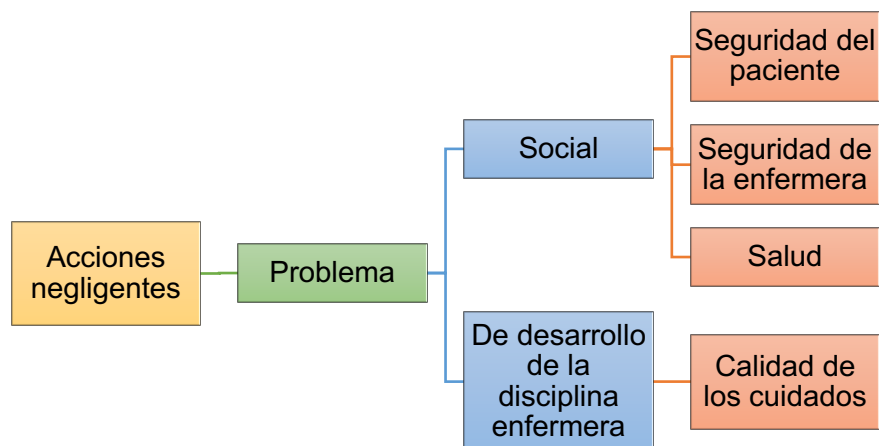 Acciones
negligentes
Problema
Social
Seguridad del
paciente
Seguridad de
la enfermera
Salud
De desarrollo
de la
disciplina
enfermera
Calidad de
los cuidados